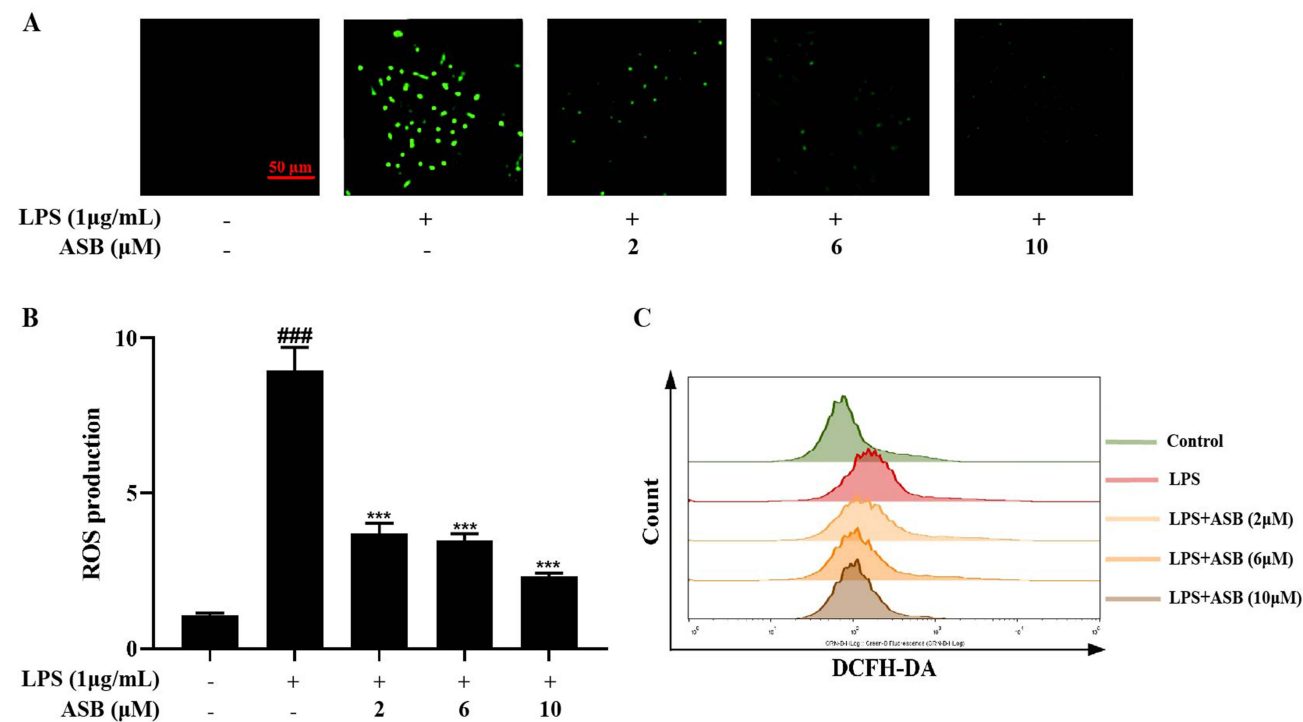 A
50 μm
LPS (1μg/mL) - + + + +
ASB (μM) - - 2 6 10
B
###
10
5
0
ROS production
*** *** ***
LPS (1μg/mL) - + + + +
ASB (μM) - - 2 6 10
C
Count
Control
LPS
LPS+ASB (2μM)
LPS+ASB (6μM)
LPS+ASB (10μM)
DCFH-DA